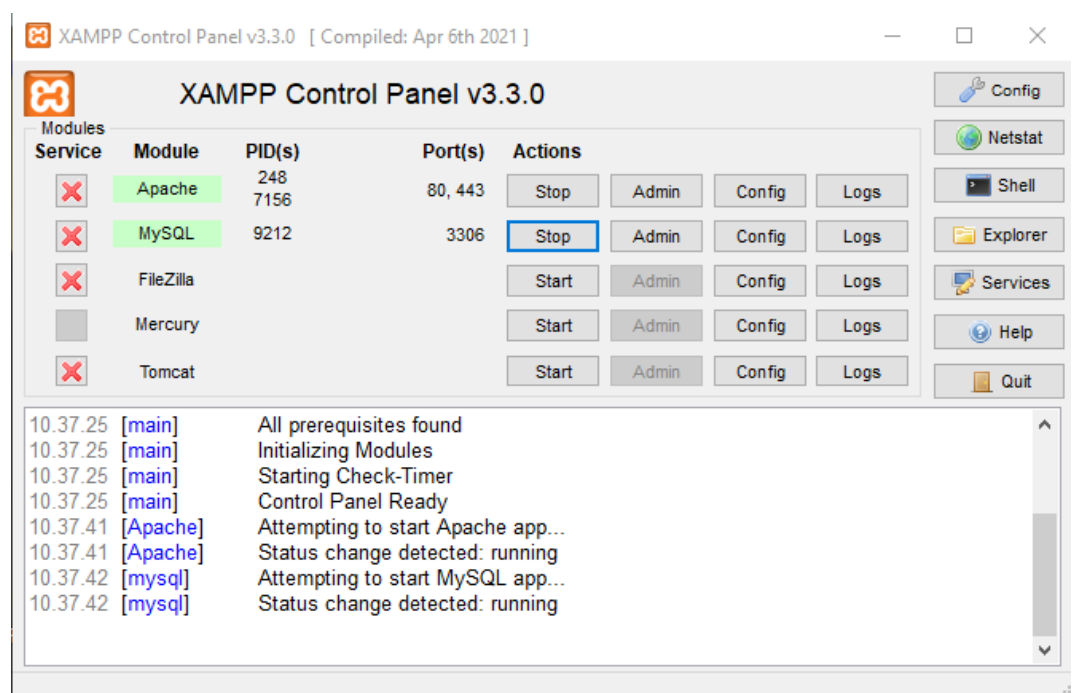 XAMPP Control Panel v3.3.0 [ Compiled: Apr 6th 2021 ]
XAMPP Control Panel v3.3.0
Config
Modules
Service Module PID(s) Port(s) Actions
Netstat
Apache 248 7156 80, 443 Stop Admin Config Logs
Shell
MySQL 9212 3306 Stop Admin Config Logs
Explorer
FileZilla Start Admin Config Logs
Services
Mercury Start Admin Config Logs
Help
Tomcat Start Admin Config Logs
Quit
10.37.25 [main] All prerequisites found
10.37.25 [main] Initializing Modules
10.37.25 [main] Starting Check-Timer
10.37.25 [main] Control Panel Ready
10.37.41 [Apache] Attempting to start Apache app...
10.37.41 [Apache] Status change detected: running
10.37.42 [mysql] Attempting to start MySQL app...
10.37.42 [mysql] Status change detected: running